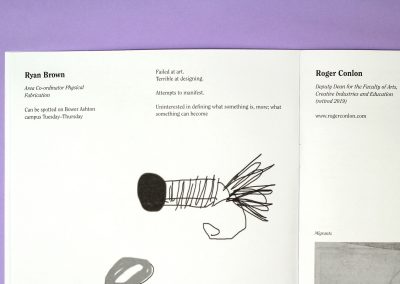 Ryan Brown
Area Co-ordinator Physical
Fabrication
Can be spotted on Bower Ashton
campus Tuesday–Thursday
Failed at art.
Terrible at designing.
Attempts to manifest.
Uninterested in defining what something is, more; what
something can become
Roger Conlon
Deputy Dean for the Faculty of Arts,
Creative Industries and Education
(retired 2019)
www.rogerconlon.com
Migrants